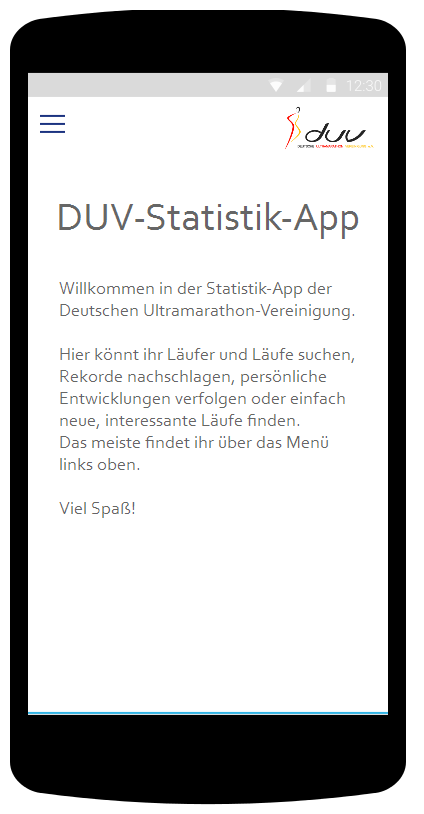 12:30
duv
DUV-Statistik-App
Willkommen in der Statistik-App der
Deutschen Ultramarathon-Vereinigung.
Hier könnt ihr Läufer und Läufe suchen,
Rekorde nachschlagen, persönliche
Entwicklungen verfolgen oder einfach
neue, interessante Läufe finden.
Das meiste findet ihr über das Menü
links oben.
Viel Spaß!